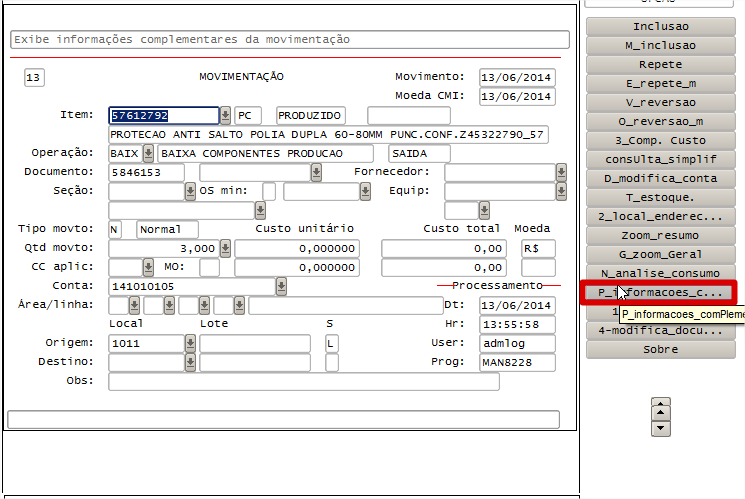 Exibe informações complementares da movimentação
13 MOVIMENTAÇÃO Movimento: 13/06/2014
Moeda CMI: 13/06/2014
Item: 57612792 PC PRODUZIDO
PROTECAO ANTI SALTO POLIA DUPLA 60-80MM PUNC.CONF.Z45322790_57
Operação: BAIX BAIXA COMPONENTES PRODUCAO SAIDA
Documento: 5846153 Fornecedor:
Seção: OS min: Equip:
Tipo movto: N Normal Custo unitário Custo total Moeda
Qtd movto: 3,000 0,000000 0,00 R$
CC aplic: MO: 0,000000 0,00
Conta: 141010105 Processamento
Área/linha: Dt: 13/06/2014
Local Lote S Hr: 13:55:58
Origem: 1011 L User: admlog
Destino: Prog: MAN8228
Obs:
Inclusao
M_inclusao
Repete
E_repete_m
V_reversao
O_reversao_m
3_Comp. Custo
consUlta_simplif
D_modifica_conta
T_estoque.
2_local_enderec...
Zoom_resumo
G_zoom_Geral
N_analise_consumo
P_informacoes_c...
P_informacoes_comPleme
4-modifica_docu...
Sobre